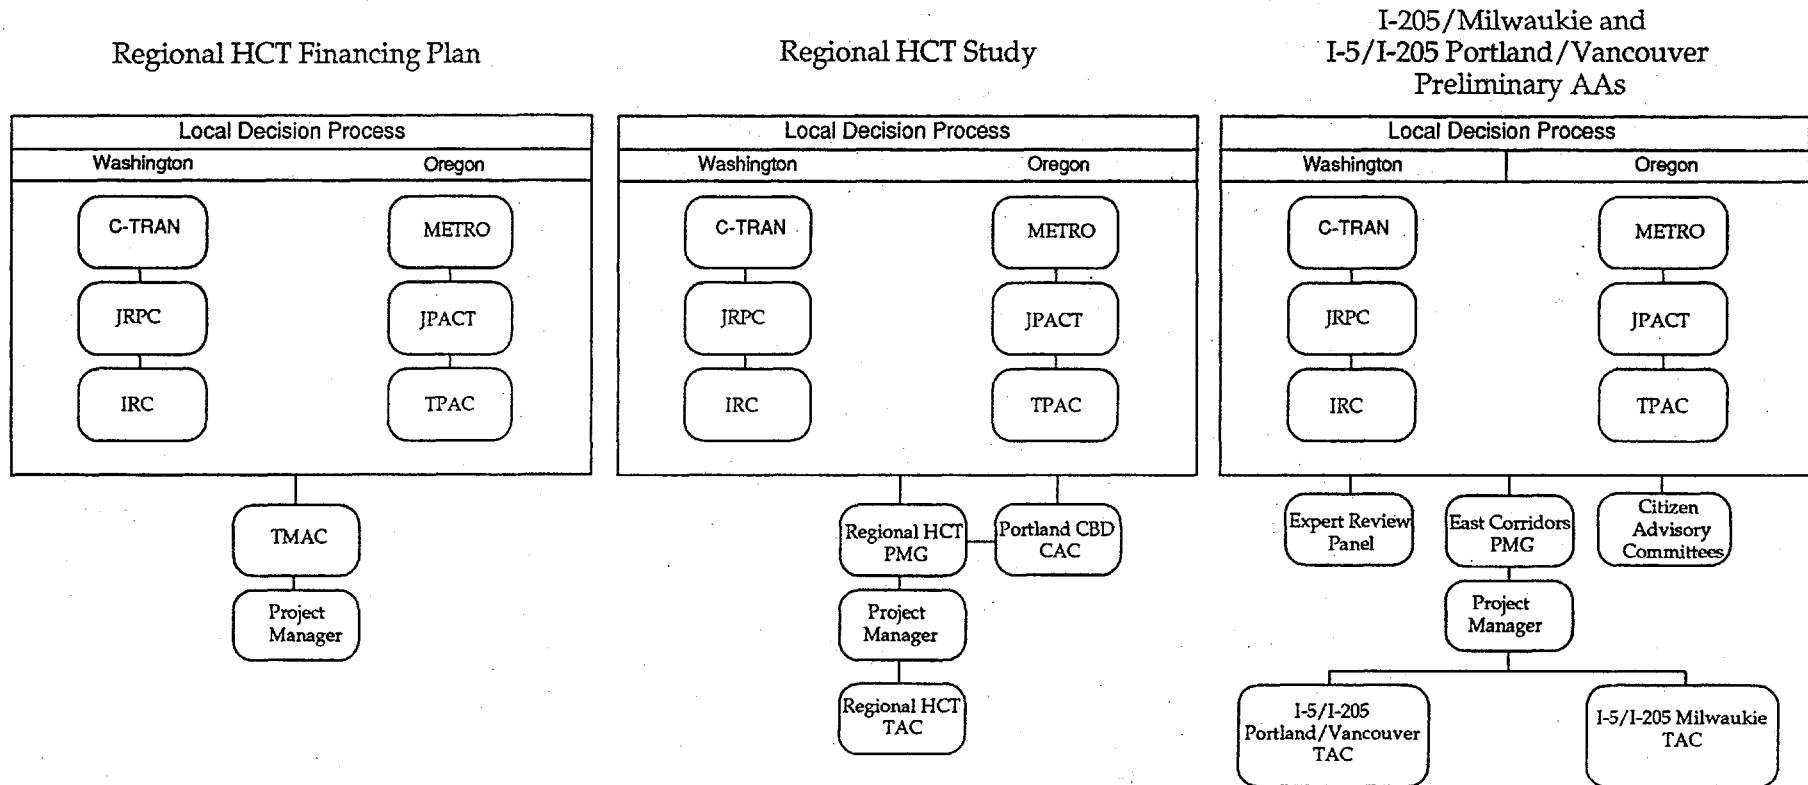 Regional HCT Financing Plan
Local Decision Process
Washington
Oregon
C-TRAN
METRO
JRPC
JPACT
IRC
TPAC
TMAC
Project
Manager
Regional HCT Study
Local Decision Process
Washington
Oregon
C-TRAN
METRO
JRPC
JPACT
IRC
TPAC
Regional HCT
PMG
Portland CBD
CAC
Project
Manager
Regional HCT
TAC
I-205/Milwaukie and
I-5/I-205 Portland/Vancouver
Preliminary AAs
Local Decision Process
Washington
Oregon
C-TRAN
METRO
JRPC
JPACT
IRC
TPAC
Expert Review
Panel
East Corridors
PMG
Citizen
Advisory
Committees
Project
Manager
I-5/I-205
Portland/Vancouver
TAC
I-5/I-205 Milwaukie
TAC